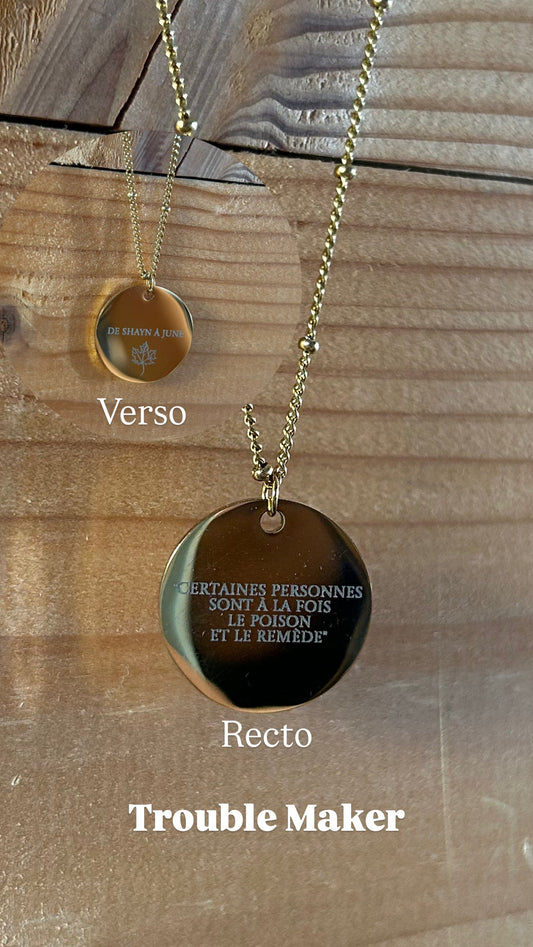 DE SHAYN À JUNE
Verso
"CERTAINES PERSONNES
SONT À LA FOIS
LE POISON
ET LE REMÈDE"
Recto
Trouble Maker